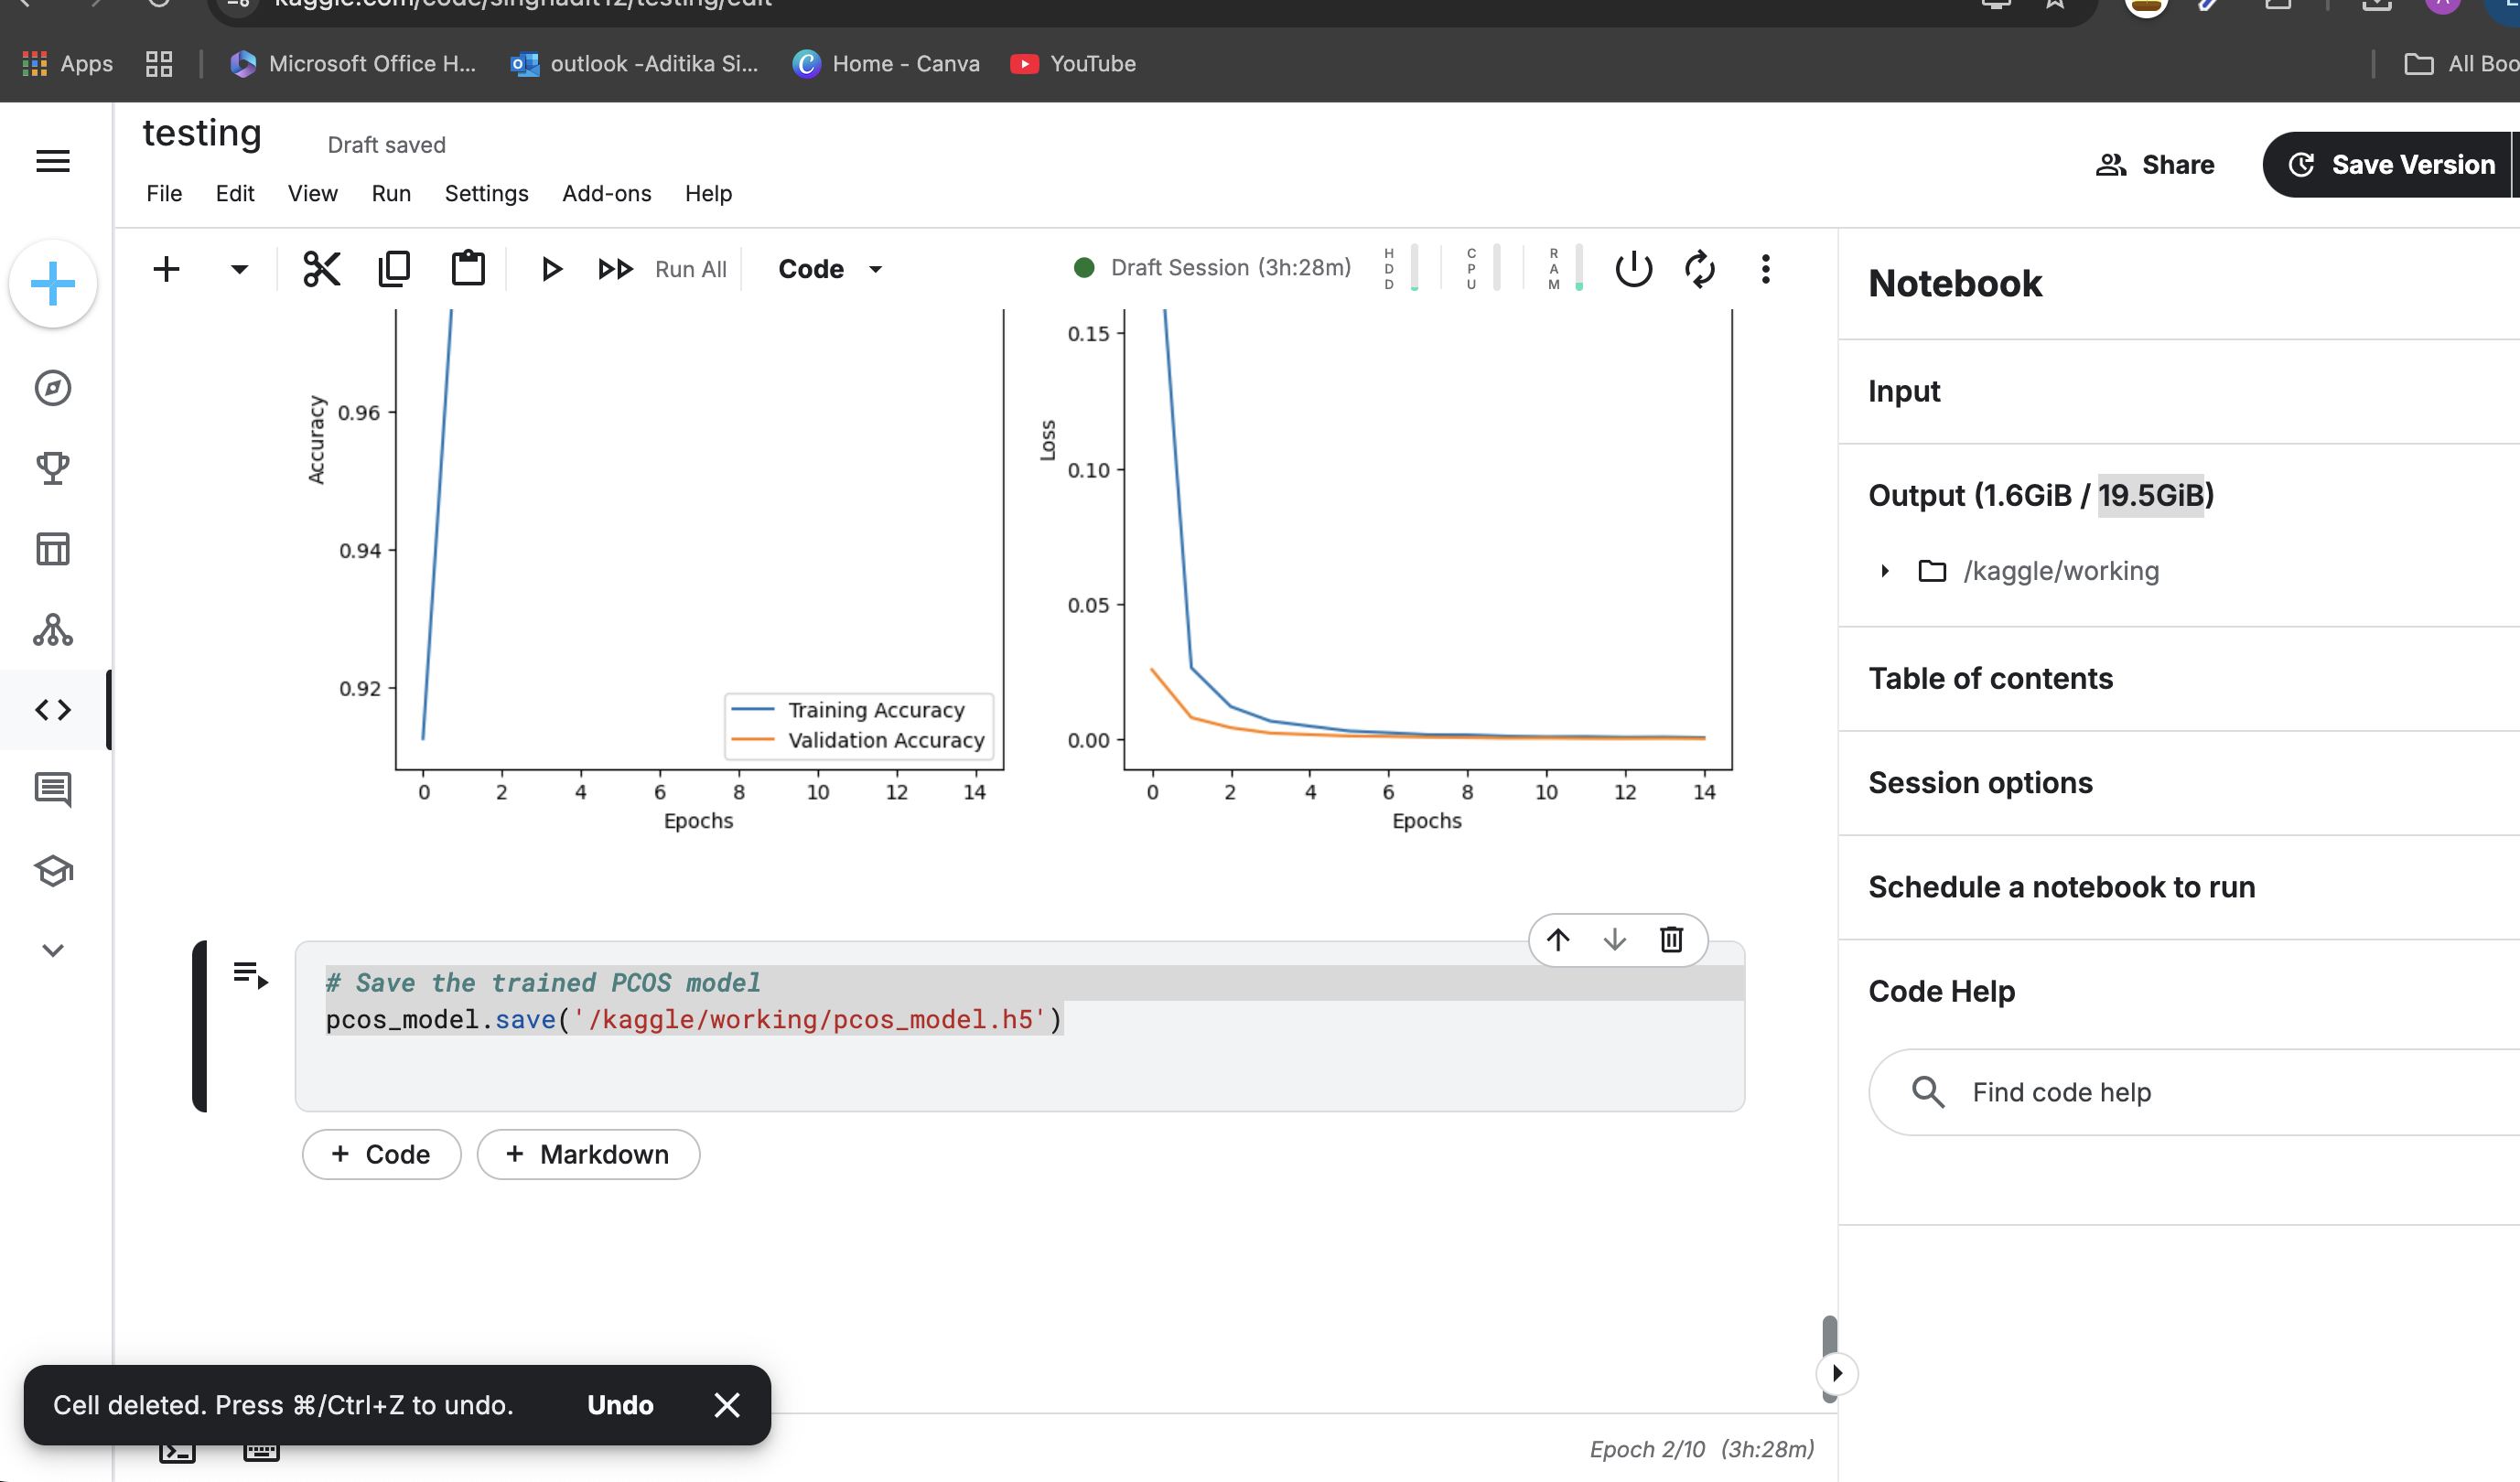 kaggle.com/code/singhadit12/testing/edit
Apps
Microsoft Office H...
outlook -Aditika Si...
Home - Canva
YouTube
All Boo
testing
Draft saved
File Edit View Run Settings Add-ons Help
Share
Save Version
Run All
Code
Draft Session (3h:28m)
HDD
CPU
RAM
Accuracy
0.96
0.94
0.92
Training Accuracy
Validation Accuracy
0 2 4 6 8 10 12 14
Epochs
Loss
0.15
0.10
0.05
0.00
0 2 4 6 8 10 12 14
Epochs
# Save the trained PCOS model
pcos_model.save('/kaggle/working/pcos_model.h5')
+ Code
+ Markdown
Notebook
Input
Output (1.6GiB / 19.5GiB)
/kaggle/working
Table of contents
Session options
Schedule a notebook to run
Code Help
Find code help
Cell deleted. Press ⌘/Ctrl+Z to undo.
Undo
Epoch 2/10 (3h:28m)